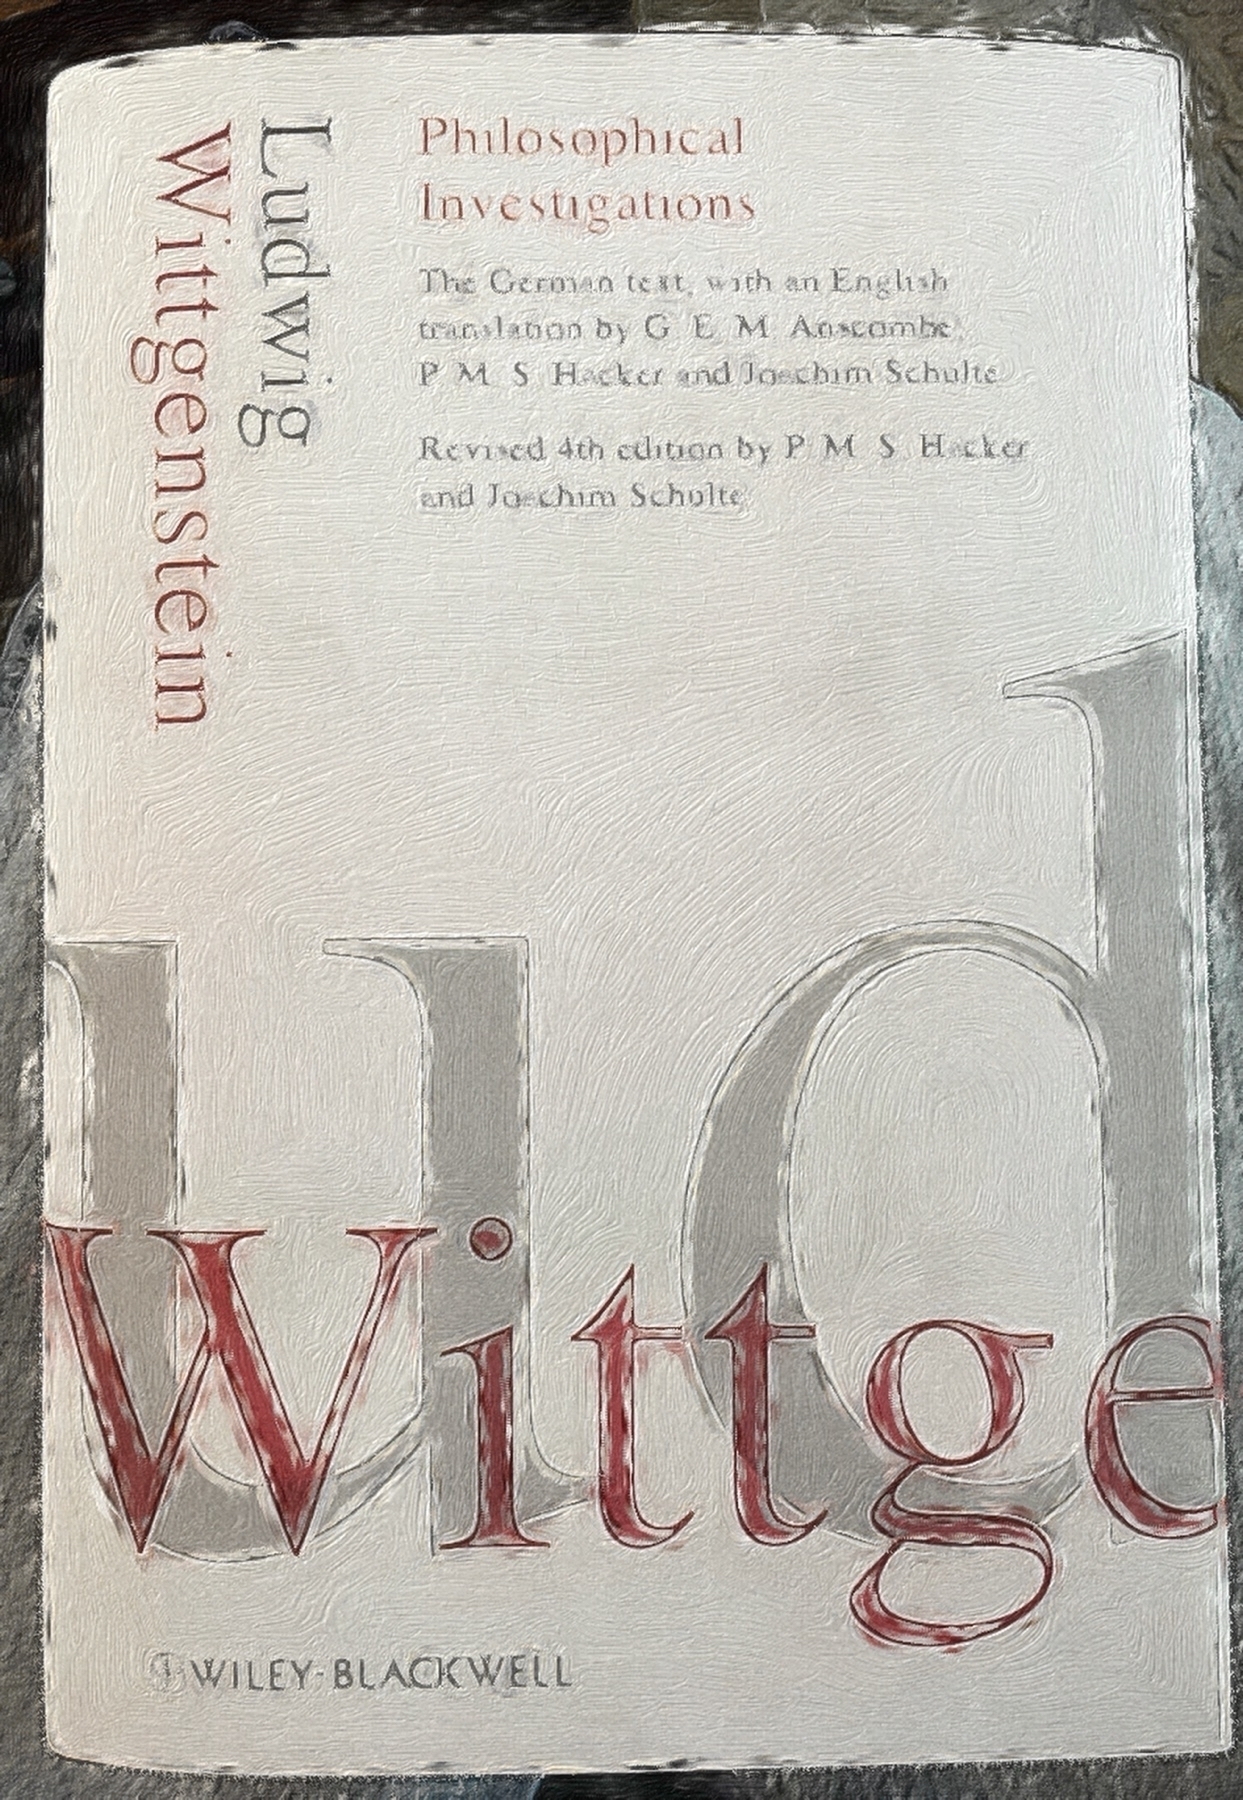 Ludwig
Wittgenstein
Philosophical
Investigations
The German text, with an English
translation by G. E. M. Anscombe,
P. M. S. Hacker and Joachim Schulte
Revised 4th edition by P. M. S. Hacker
and Joachim Schulte
ud
Wittge
WILEY-BLACKWELL